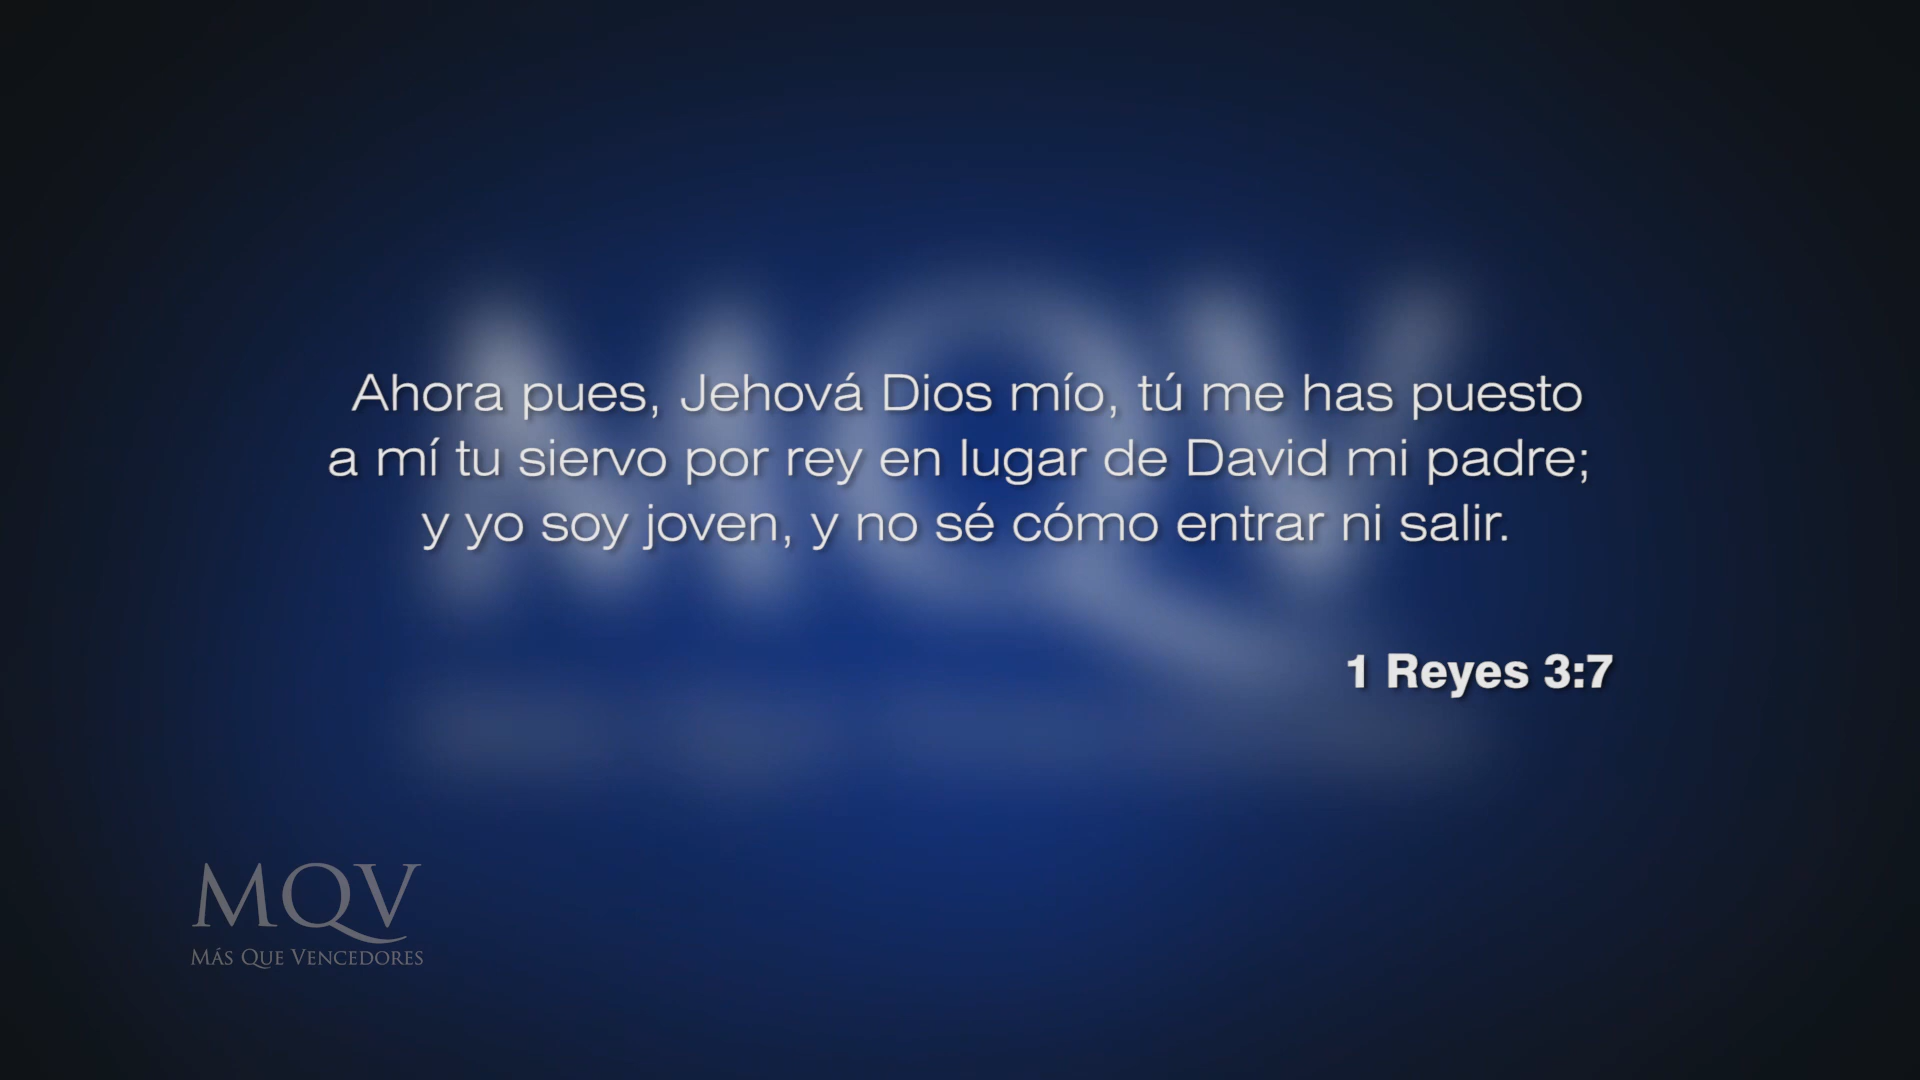 Ahora pues, Jehová Dios mío, tú me has puesto
a mí tu siervo por rey en lugar de David mi padre;
y yo soy joven, y no sé cómo entrar ni salir.
1 Reyes 3:7
MQV
MÁS QUE VENCEDORES